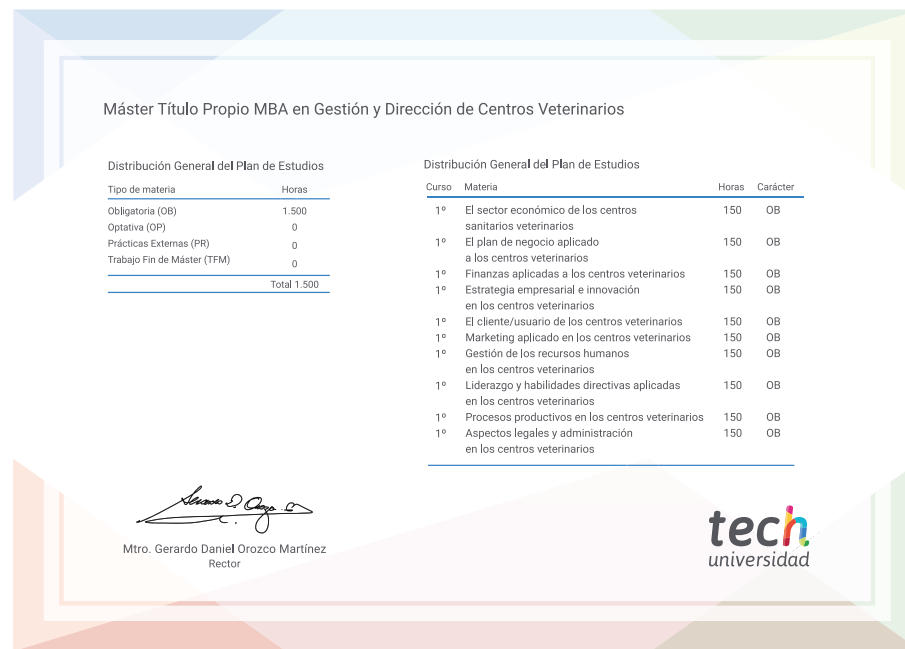 Máster Título Propio MBA en Gestión y Dirección de Centros Veterinarios
Distribución General del Plan de Estudios
Tipo de materia Horas
Obligatoria (OB) 1.500
Optativa (OP) 0
Prácticas Externas (PR) 0
Trabajo Fin de Máster (TFM) 0
Total 1.500
Distribución General del Plan de Estudios
Curso Materia Horas Carácter
1º El sector económico de los centros 150 OB
sanitarios veterinarios
1º El plan de negocio aplicado 150 OB
a los centros veterinarios
1º Finanzas aplicadas a los centros veterinarios 150 OB
1º Estrategia empresarial e innovación 150 OB
en los centros veterinarios
1º El cliente/usuario de los centros veterinarios 150 OB
1º Marketing aplicado en los centros veterinarios 150 OB
1º Gestión de los recursos humanos 150 OB
en los centros veterinarios
1º Liderazgo y habilidades directivas aplicadas 150 OB
en los centros veterinarios
1º Procesos productivos en los centros veterinarios 150 OB
1º Aspectos legales y administración 150 OB
en los centros veterinarios
Mtro. Gerardo Daniel Orozco Martínez
Rector
tech
universidad